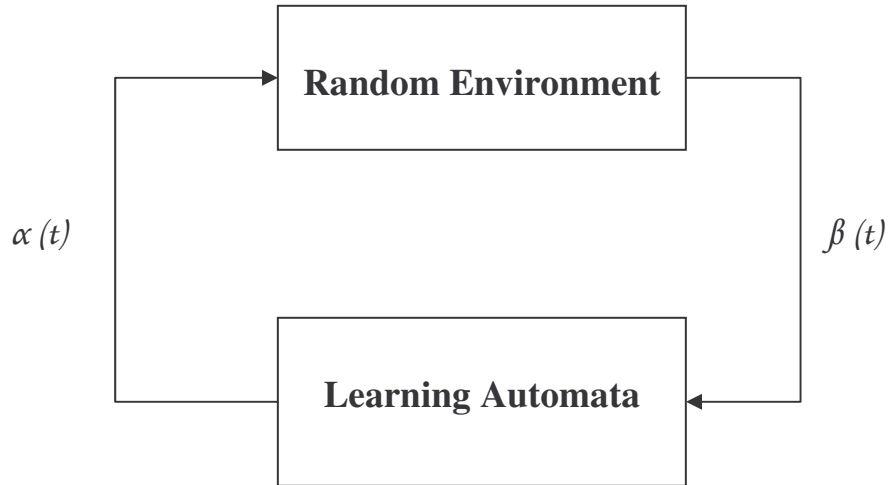 Random Environment
α (t)
β (t)
Learning Automata